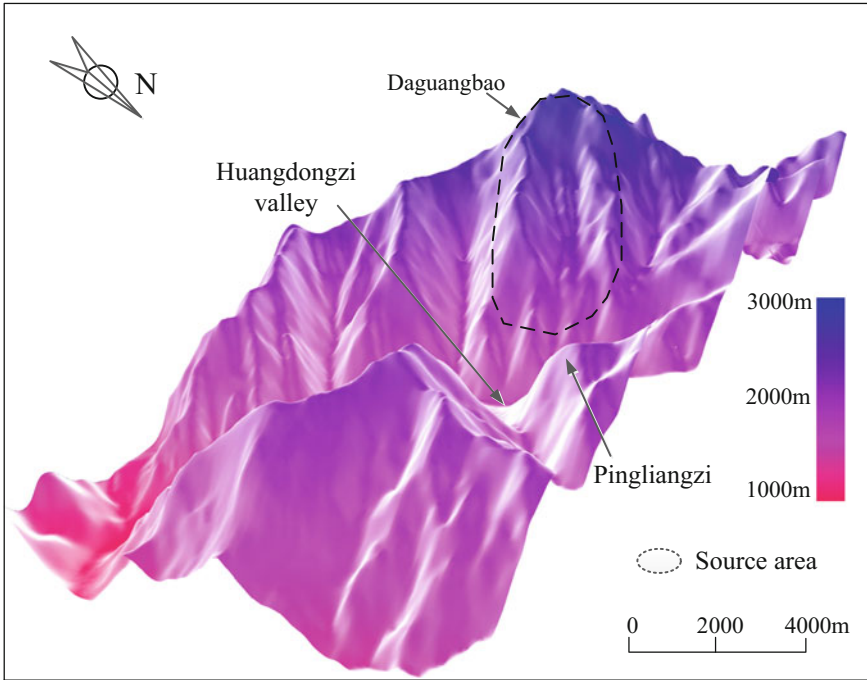 N
Daguangbao
Huangdongzi
valley
3000m
2000m
1000m
Pingliangzi
Source area
0 2000 4000m